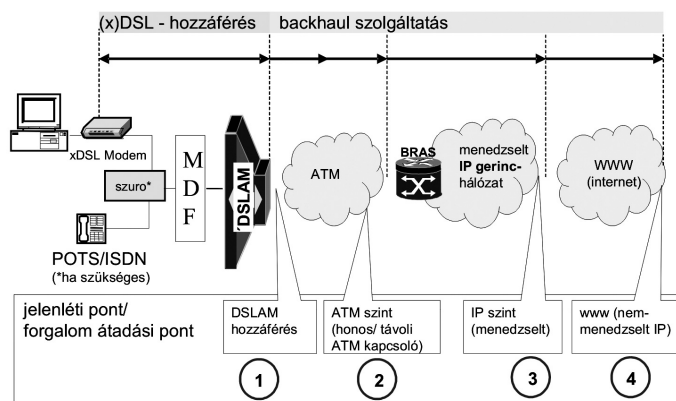 (x)DSL - hozzáférés
backhaul szolgáltatás
xDSL Modem
szuro*
POTS/ISDN
(*ha szükséges)
M
D
F
DSLAM
ATM
BRAS
menedzselt
IP gerinc-
hálózat
WWW
(internet)
jelenléti pont/
forgalom átadási pont
DSLAM
hozzáférés
ATM szint
(honos/ távoli
ATM kapcsoló)
IP szint
(menedzselt)
www (nem-
menedzselt IP)
1
2
3
4